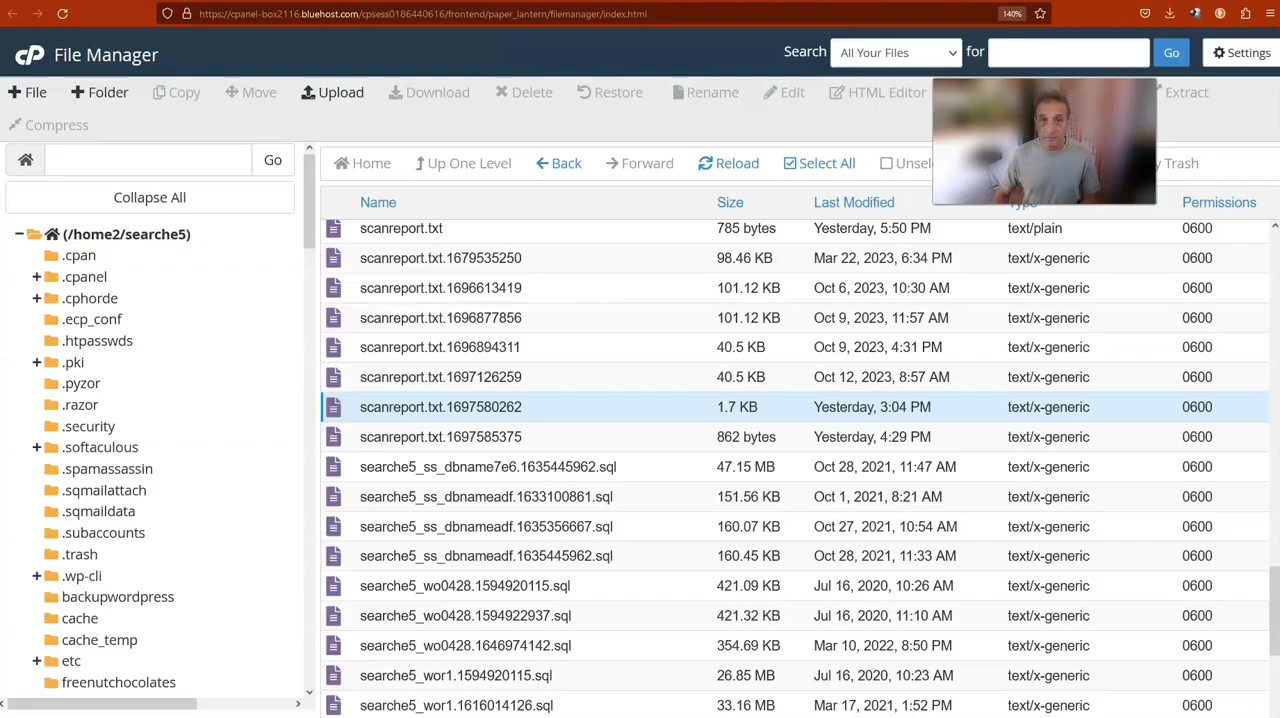 https://cpanel-box2116.bluehost.com/cpsess0186440616/frontend/paper_lantern/filemanager/index.html 140%
cP File Manager Search All Your Files for Go Settings
File Folder Copy Move Upload Download Delete Restore Rename Edit HTML Editor Extract
Compress
Go Home Up One Level Back Forward Reload Select All Unsel Trash
Collapse All
Name Size Last Modified Type Permissions
(/home2/searche5)
.cpan
.cpanel
.cphorde
.ecp_conf
.htpasswds
.pki
.pyzor
.razor
.security
.softaculous
.spamassassin
.sqmailattach
.sqmaildata
.subaccounts
.trash
.wp-cli
backupwordpress
cache
cache_temp
etc
freenutchocolates
scanreport.txt 785 bytes Yesterday, 5:50 PM text/plain 0600
scanreport.txt.1679535250 98.46 KB Mar 22, 2023, 6:34 PM text/x-generic 0600
scanreport.txt.1696613419 101.12 KB Oct 6, 2023, 10:30 AM text/x-generic 0600
scanreport.txt.1696877856 101.12 KB Oct 9, 2023, 11:57 AM text/x-generic 0600
scanreport.txt.1696894311 40.5 KB Oct 9, 2023, 4:31 PM text/x-generic 0600
scanreport.txt.1697126259 40.5 KB Oct 12, 2023, 8:57 AM text/x-generic 0600
scanreport.txt.1697580262 1.7 KB Yesterday, 3:04 PM text/x-generic 0600
862 bytes Yesterday, 4:29 PM text/x-generic 0600
searche5_ss_dbname7e6.1635445962.sql 47.15 MB Oct 28, 2021, 11:47 AM text/x-generic 0600
searche5_ss_dbnameadf.1633100861.sql 151.56 KB Oct 1, 2021, 8:21 AM text/x-generic 0600
searche5_ss_dbnameadf.1635356667.sql 160.07 KB Oct 27, 2021, 10:54 AM text/x-generic 0600
searche5_ss_dbnameadf.1635445962.sql 160.45 KB Oct 28, 2021, 11:33 AM text/x-generic 0600
searche5_wo0428.1594920115.sql 421.09 KB Jul 16, 2020, 10:26 AM text/x-generic 0600
searche5_wo0428.1594922937.sql 421.32 KB Jul 16, 2020, 11:10 AM text/x-generic 0600
searche5_wo0428.1646974142.sql 354.69 KB Mar 10, 2022, 8:50 PM text/x-generic 0600
searche5_wor1.1594920115.sql 26.85 MB Jul 16, 2020, 10:23 AM text/x-generic 0600
searche5_wor1.1616014126.sql 33.16 MB Mar 17, 2021, 1:52 PM text/x-generic 0600